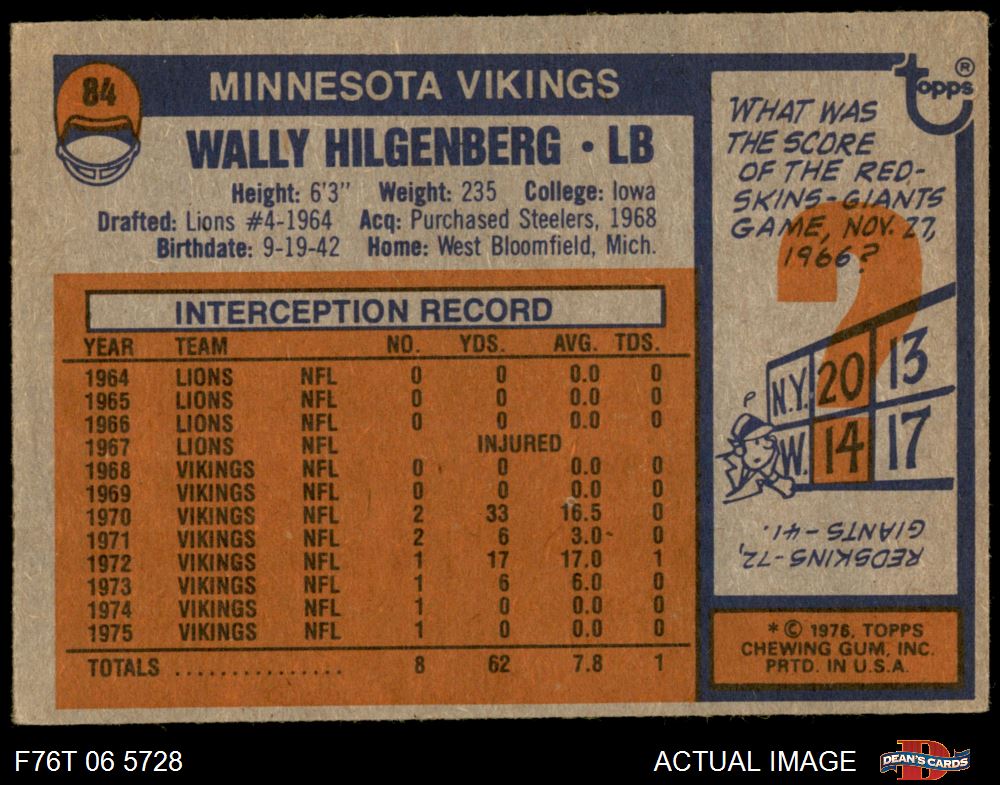 84
MINNESOTA VIKINGS
WALLY HILGENBERG • LB
Height: 6'3" Weight: 235 College: Iowa
Drafted: Lions #4-1964 Acq: Purchased Steelers, 1968
Birthdate: 9-19-42 Home: West Bloomfield, Mich.
INTERCEPTION RECORD
YEAR TEAM NO. YDS. AVG. TDS.
1964 LIONS NFL 0 0 0.0 0
1965 LIONS NFL 0 0 0.0 0
1966 LIONS NFL 0 0 0.0 0
1967 LIONS NFL INJURED
1968 VIKINGS NFL 0 0 0.0 0
1969 VIKINGS NFL 0 0 0.0 0
1970 VIKINGS NFL 2 33 16.5 0
1971 VIKINGS NFL 2 6 3.0 0
1972 VIKINGS NFL 1 17 17.0 1
1973 VIKINGS NFL 1 6 6.0 0
1974 VIKINGS NFL 1 0 0.0 0
1975 VIKINGS NFL 1 0 0.0 0
TOTALS ................ 8 62 7.8 1
topps ®
WHAT WAS
THE SCORE
OF THE RED-
SKINS-GIANTS
GAME, NOV. 27,
1966?
?
N.Y. 20 13
W. 14 17
REDSKINS-72,
GIANTS-41.
* © 1976, TOPPS
CHEWING GUM, INC.
PRTD. IN U.S.A.
F76T 06 5728
ACTUAL IMAGE
D
DEAN'S CARDS